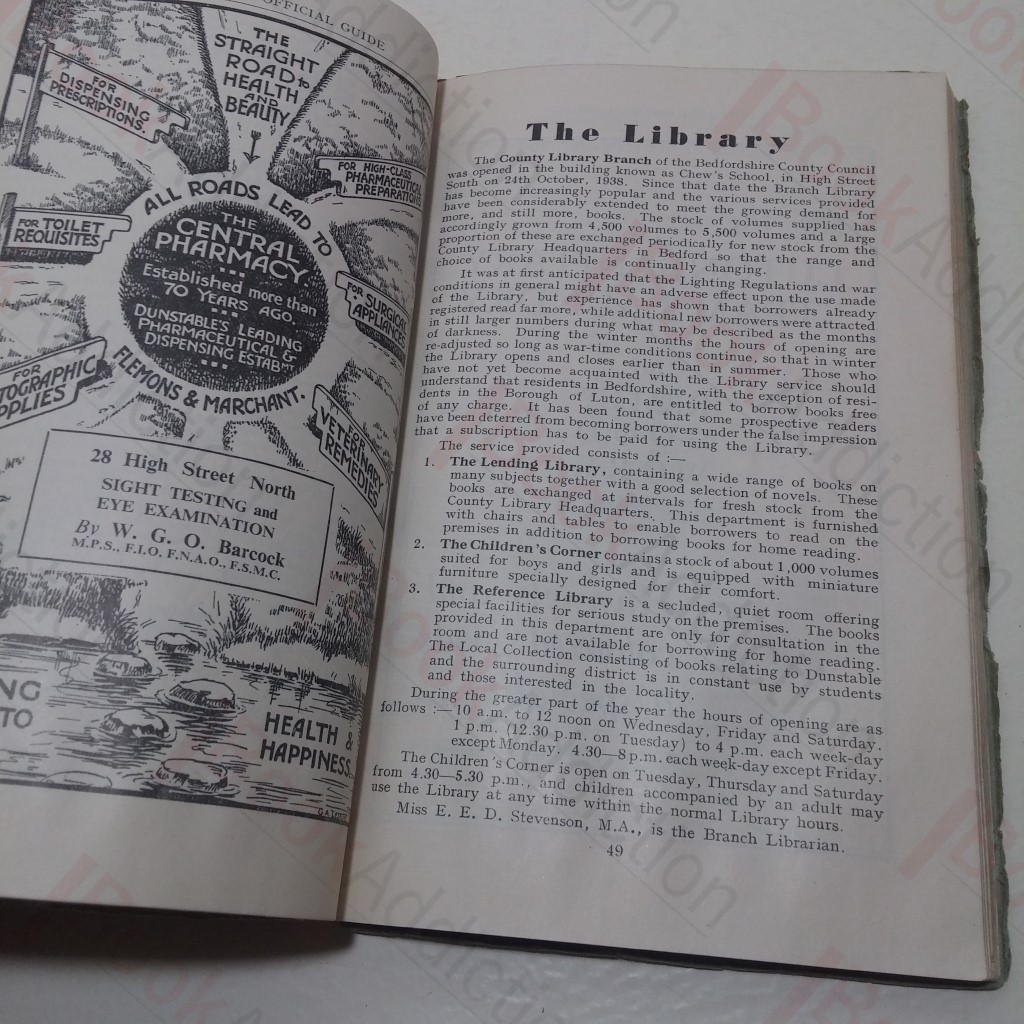 OFFICIAL GUIDE
THE
STRAIGHT
ROAD to
HEALTH
AND
BEAUTY
FOR
DISPENSING
PRESCRIPTIONS.
FOR HIGH-CLASS
PHARMACEUTICAL
PREPARATIONS
ALL ROADS LEAD TO
FOR TOILET
REQUISITES
THE
CENTRAL
PHARMACY.
Established more than
70 YEARS AGO.
DUNSTABLE'S LEADING
PHARMACEUTICAL &
DISPENSING ESTABMT
FOR SURGICAL
APPLIANCES
FLEMONS & MARCHANT.
FOR
TOGRAPHIC
PPLIES
FOR
VETERINARY
REMEDIES
28 High Street North
SIGHT TESTING and
EYE EXAMINATION
By W. G. O. Barcock
M.P.S., F.I.O. F.N.A.O., F.S.M.C.
NG
TO
HEALTH &
HAPPINESS
The Library
The County Library Branch of the Bedfordshire County Council
was opened in the building known as Chew's School, in High Street
South on 24th October, 1938. Since that date the Branch Library
has become increasingly popular and the various services provided
have been considerably extended to meet the growing demand for
more, and still more, books. The stock of volumes supplied has
accordingly grown from 4,500 volumes to 5,500 volumes and a large
proportion of these are exchanged periodically for new stock from the
County Library Headquarters in Bedford so that the range and
choice of books available is continually changing.
It was at first anticipated that the Lighting Regulations and war
conditions in general might have an adverse effect upon the use made
of the Library, but experience has shown that borrowers already
registered read far more, while additional new borrowers were attracted
in still larger numbers during what may be described as the months
of darkness. During the winter months the hours of opening are
re-adjusted so long as war-time conditions continue, so that in winter
the Library opens and closes earlier than in summer. Those who
have not yet become acquainted with the Library service should
understand that residents in Bedfordshire, with the exception of resi-
dents in the Borough of Luton, are entitled to borrow books free
of any charge. It has been found that some prospective readers
have been deterred from becoming borrowers under the false impression
that a subscription has to be paid for using the Library.
The service provided consists of :—
1. The Lending Library, containing a wide range of books on
many subjects together with a good selection of novels. These
books are exchanged at intervals for fresh stock from the
County Library Headquarters. This department is furnished
with chairs and tables to enable borrowers to read on the
premises in addition to borrowing books for home reading.
2. The Children's Corner contains a stock of about 1,000 volumes
suited for boys and girls and is equipped with miniature
furniture specially designed for their comfort.
3. The Reference Library is a secluded, quiet room offering
special facilities for serious study on the premises. The books
provided in this department are only for consultation in the
room and are not available for borrowing for home reading.
The Local Collection consisting of books relating to Dunstable
and the surrounding district is in constant use by students
and those interested in the locality.
During the greater part of the year the hours of opening are as
follows :—10 a.m. to 12 noon on Wednesday, Friday and Saturday.
1 p.m. (12.30 p.m. on Tuesday) to 4 p.m. each week-day
except Monday. 4.30—8 p.m. each week-day except Friday.
The Children's Corner is open on Tuesday, Thursday and Saturday
from 4.30—5.30 p.m., and children accompanied by an adult may
use the Library at any time within the normal Library hours.
Miss E. E. D. Stevenson, M.A., is the Branch Librarian.
49
Book Addiction